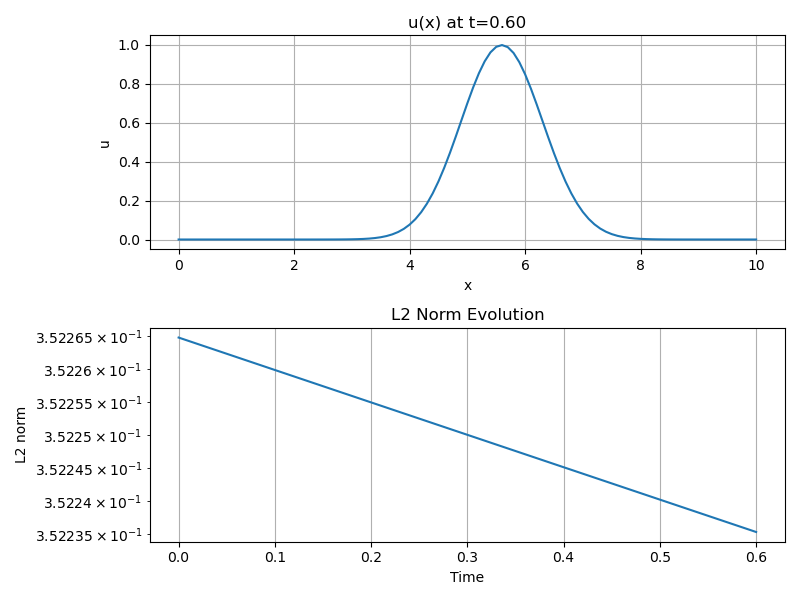 u(x) at t=0.60
1.0
0.8
0.6
0.4
0.2
0.0
u
0 2 4 6 8 10
x
L2 Norm Evolution
3.52265 × 10⁻¹
3.5226 × 10⁻¹
3.52255 × 10⁻¹
3.5225 × 10⁻¹
3.52245 × 10⁻¹
3.5224 × 10⁻¹
3.52235 × 10⁻¹
L2 norm
0.0 0.1 0.2 0.3 0.4 0.5 0.6
Time